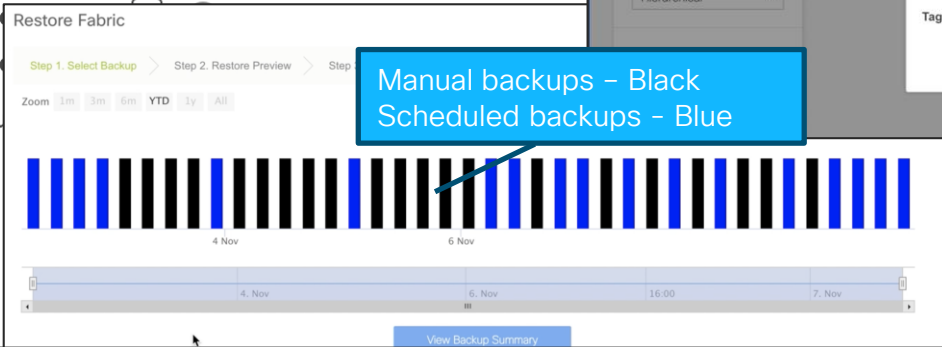 Hierarchical
Tag
Restore Fabric
Step 1. Select Backup
Step 2. Restore Preview
Step
Manual backups – Black
Scheduled backups - Blue
Zoom 1m 3m 6m YTD 1y All
4 Nov
6 Nov
4. Nov
6. Nov
16:00
7. Nov
View Backup Summary